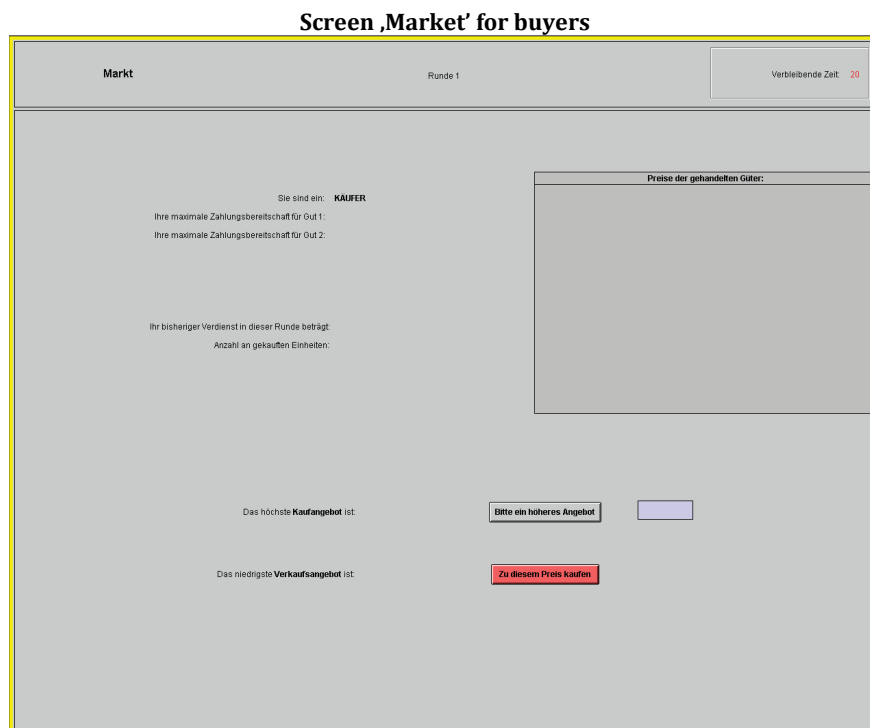 Screen ‚Market’ for buyers
Markt
Runde 1
Verbleibende Zeit: 20
Preise der gehandelten Güter:
Sie sind ein: KÄUFER
Ihre maximale Zahlungsbereitschaft für Gut 1:
Ihre maximale Zahlungsbereitschaft für Gut 2:
Ihr bisheriger Verdienst in dieser Runde beträgt:
Anzahl an gekauften Einheiten:
Das höchste Kaufangebot ist:
Bitte ein höheres Angebot
Das niedrigste Verkaufsangebot ist:
Zu diesem Preis kaufen